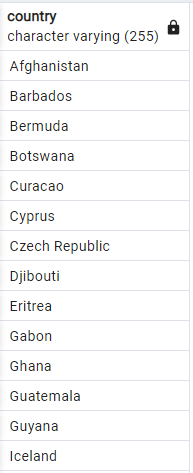 country
character varying (255)
Afghanistan
Barbados
Bermuda
Botswana
Curacao
Cyprus
Czech Republic
Djibouti
Eritrea
Gabon
Ghana
Guatemala
Guyana
Iceland